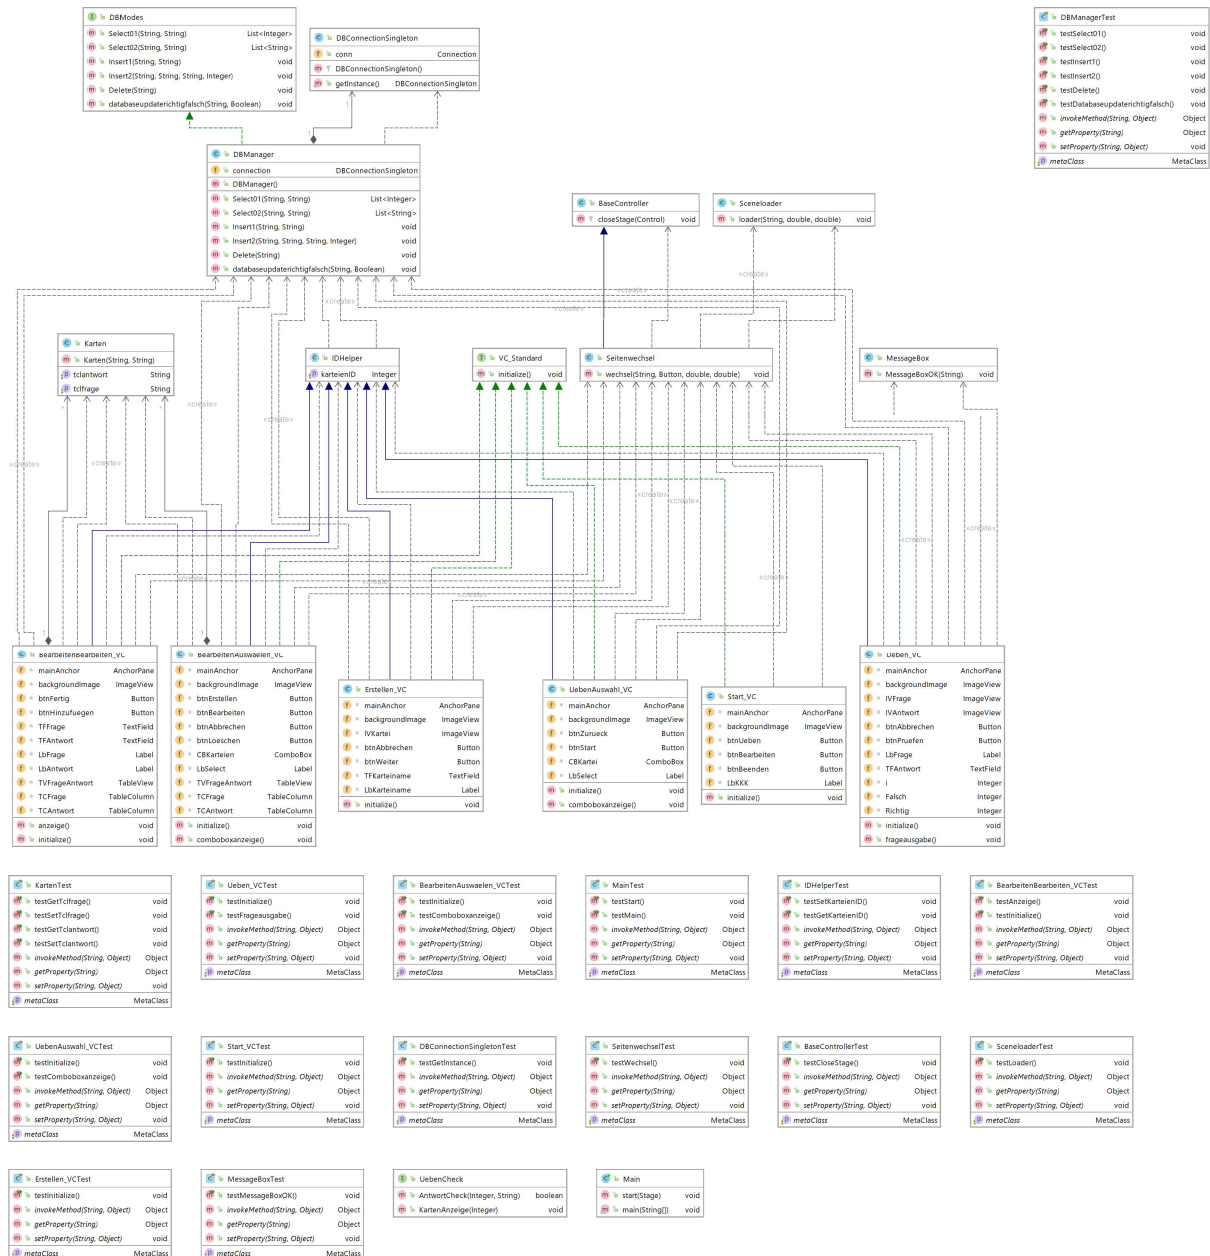 DBModes
Select01(String, String) List<Integer>
Select02(String, String) List<String>
Insert1(String, String) void
Insert2(String, String, String, Integer) void
Delete(String) void
databaseupdaterichtigfalsch(String, Boolean) void
DBConnectionSingleton
conn Connection
DBConnectionSingleton()
getInstance() DBConnectionSingleton
DBManagerTest
testSelect01() void
testSelect02() void
testInsert1() void
testInsert2() void
testDelete() void
testDatabaseupdaterichtigfalsch() void
invokeMethod(String, Object) Object
getProperty(String) Object
setProperty(String, Object) void
metaClass MetaClass
DBManager
connection DBConnectionSingleton
DBManager()
Select01(String, String) List<Integer>
Select02(String, String) List<String>
Insert1(String, String) void
Insert2(String, String, String, Integer) void
Delete(String) void
databaseupdaterichtigfalsch(String, Boolean) void
BaseController
closeStage(Control) void
Sceneloader
loader(String, double, double) void
«create»
«create»
«create»
«create»
Karten
Karten(String, String)
tclantwort String
tclfrage String
IDHelper
karteienID Integer
VC_Standard
initialize() void
Seitenwechsel
wechsel(String, Button, double, double) void
MessageBox
MessageBoxOK(String) void
«create»
«create»
«create»
«create»
«create»
«create»
«create»
«create»
«create»
«create»
BearbeitenBearbeiten_VC
mainAnchor AnchorPane
backgroundImage ImageView
btnFertig Button
btnHinzufuegen Button
TFFrage TextField
TFAntwort TextField
LbFrage Label
LbAntwort Label
TVFrageAntwort TableView
TCFrage TableColumn
TCAntwort TableColumn
anzeige() void
initialize() void
BearbeitenAuswaelen_VC
mainAnchor AnchorPane
backgroundImage ImageView
btnErstellen Button
btnBearbeiten Button
btnAbbrechen Button
btnLoeschen Button
CBKarteien ComboBox
LbSelect Label
TVFrageAntwort TableView
TCFrage TableColumn
TCAntwort TableColumn
initialize() void
comboboxanzeige() void
Erstellen_VC
mainAnchor AnchorPane
backgroundImage ImageView
IVKartei ImageView
btnAbbrechen Button
btnWeiter Button
TFKarteiname TextField
LbKarteiname Label
initialize() void
UebenAuswahl_VC
mainAnchor AnchorPane
backgroundImage ImageView
btnZurueck Button
btnStart Button
CBKartei ComboBox
LbSelect Label
initialize() void
comboboxanzeige() void
Start_VC
mainAnchor AnchorPane
backgroundImage ImageView
btnUeben Button
btnBearbeiten Button
btnBeenden Button
LbKKK Label
initialize() void
Ueben_VC
mainAnchor AnchorPane
backgroundImage ImageView
IVFrage ImageView
IVAntwort ImageView
btnAbbrechen Button
btnPruefen Button
LbFrage Label
TFAntwort TextField
i Integer
Falsch Integer
Richtig Integer
initialize() void
frageausgabe() void
KartenTest
testGetTclfrage() void
testSetTclfrage() void
testGetTclantwort() void
testSetTclantwort() void
invokeMethod(String, Object) Object
getProperty(String) Object
setProperty(String, Object) void
metaClass MetaClass
Ueben_VCTest
testInitialize() void
testFrageausgabe() void
invokeMethod(String, Object) Object
getProperty(String) Object
setProperty(String, Object) void
metaClass MetaClass
BearbeitenAuswaelen_VCTest
testInitialize() void
testComboboxanzeige() void
invokeMethod(String, Object) Object
getProperty(String) Object
setProperty(String, Object) void
metaClass MetaClass
MainTest
testStart() void
testMain() void
invokeMethod(String, Object) Object
getProperty(String) Object
setProperty(String, Object) void
metaClass MetaClass
IDHelperTest
testSetKarteienID() void
testGetKarteienID() void
invokeMethod(String, Object) Object
getProperty(String) Object
setProperty(String, Object) void
metaClass MetaClass
BearbeitenBearbeiten_VCTest
testAnzeige() void
testInitialize() void
invokeMethod(String, Object) Object
getProperty(String) Object
setProperty(String, Object) void
metaClass MetaClass
UebenAuswahl_VCTest
testInitialize() void
testComboboxanzeige() void
invokeMethod(String, Object) Object
getProperty(String) Object
setProperty(String, Object) void
metaClass MetaClass
Start_VCTest
testInitialize() void
invokeMethod(String, Object) Object
getProperty(String) Object
setProperty(String, Object) void
metaClass MetaClass
DBConnectionSingletonTest
testGetInstance() void
invokeMethod(String, Object) Object
getProperty(String) Object
setProperty(String, Object) void
metaClass MetaClass
SeitenwechselTest
testWechsel() void
invokeMethod(String, Object) Object
getProperty(String) Object
setProperty(String, Object) void
metaClass MetaClass
BaseControllerTest
testCloseStage() void
invokeMethod(String, Object) Object
getProperty(String) Object
setProperty(String, Object) void
metaClass MetaClass
SceneloaderTest
testLoader() void
invokeMethod(String, Object) Object
getProperty(String) Object
setProperty(String, Object) void
metaClass MetaClass
Erstellen_VCTest
testInitialize() void
invokeMethod(String, Object) Object
getProperty(String) Object
setProperty(String, Object) void
metaClass MetaClass
MessageBoxTest
testMessageBoxOK() void
invokeMethod(String, Object) Object
getProperty(String) Object
setProperty(String, Object) void
metaClass MetaClass
UebenCheck
AntwortCheck(Integer, String) boolean
KartenAnzeige(Integer) void
Main
start(Stage) void
main(String[]) void